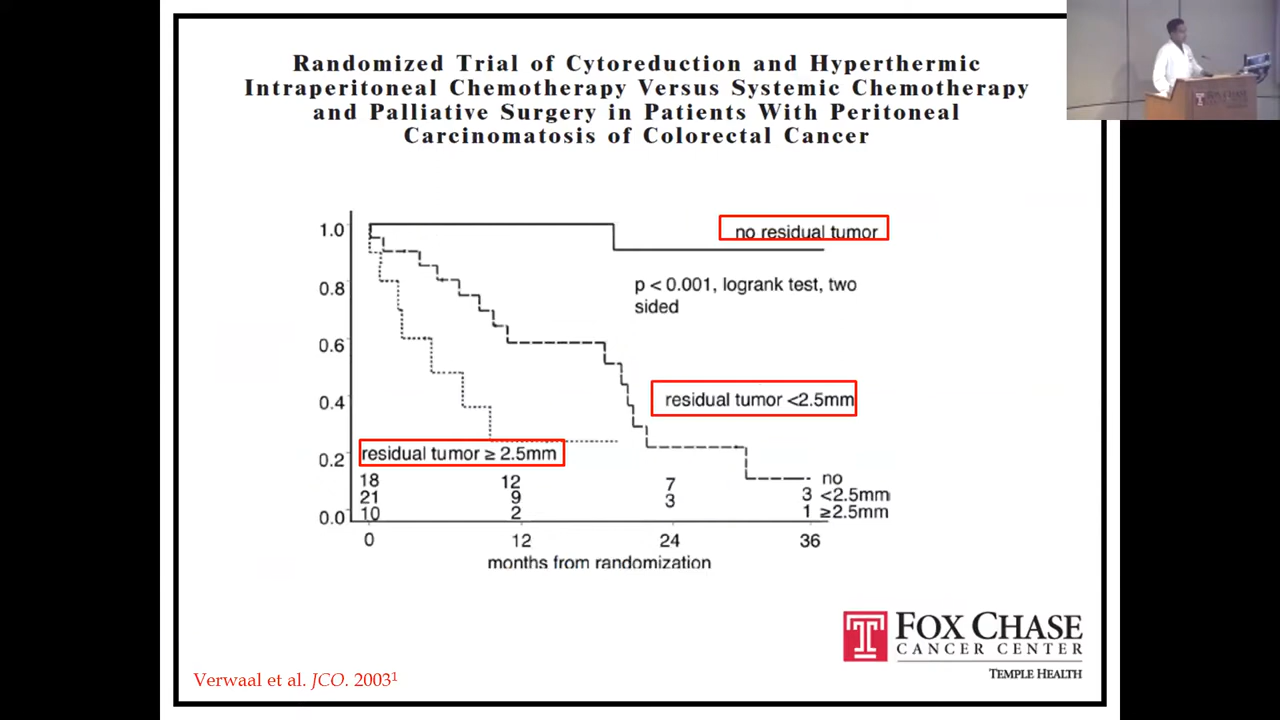 Randomized Trial of Cytoreduction and Hyperthermic
Intraperitoneal Chemotherapy Versus Systemic Chemotherapy
and Palliative Surgery in Patients With Peritoneal
Carcinomatosis of Colorectal Cancer
1.0
no residual tumor
p < 0.001, logrank test, two
sided
0.8
0.6
0.4
residual tumor <2.5mm
residual tumor ≥ 2.5mm
0.2
18 12 7 no
21 9 3 3 <2.5mm
10 2 1 ≥2.5mm
0.0
0 12 24 36
months from randomization
FOX CHASE
CANCER CENTER
TEMPLE HEALTH
Verwaal et al. JCO. 2003¹